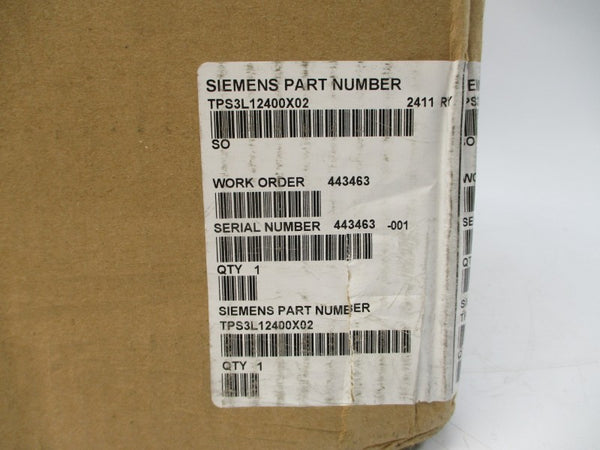 SIEMENS PART NUMBER
TPS3L12400X02 2411
SO
WORK ORDER 443463
SERIAL NUMBER 443463 -001
QTY 1
SIEMENS PART NUMBER
TPS3L12400X02
QTY 1